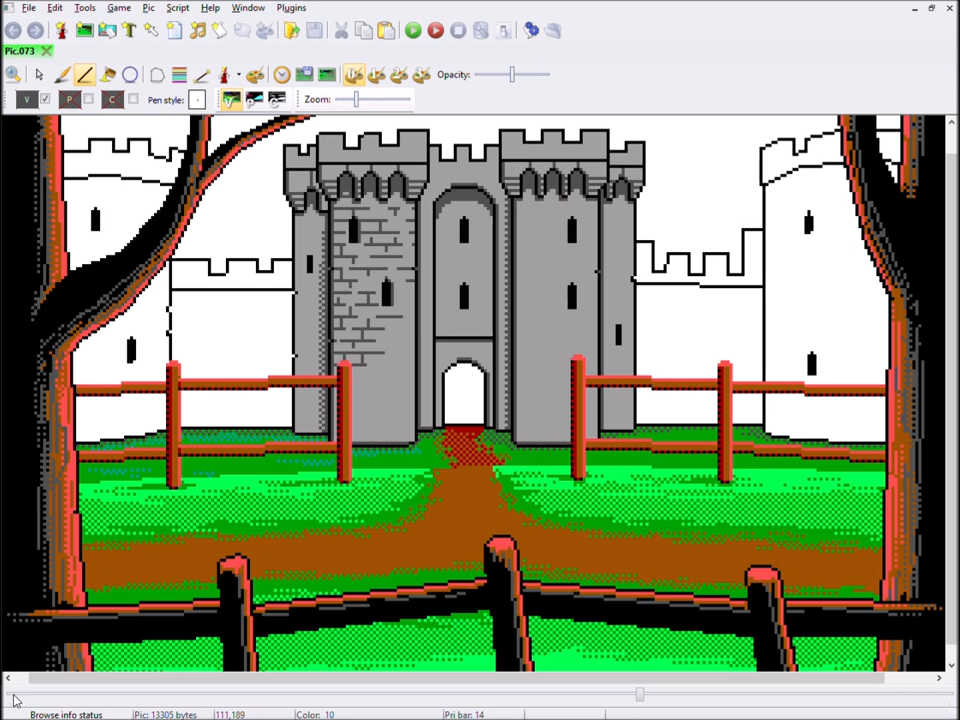 File Edit Tools Game Pic Script Help Window Plugins
Pic.073
Opacity:
V P C Pen style: V P C Zoom:
Browse info status Pic: 13305 bytes 111,189 Color: 10 Pri bar: 14